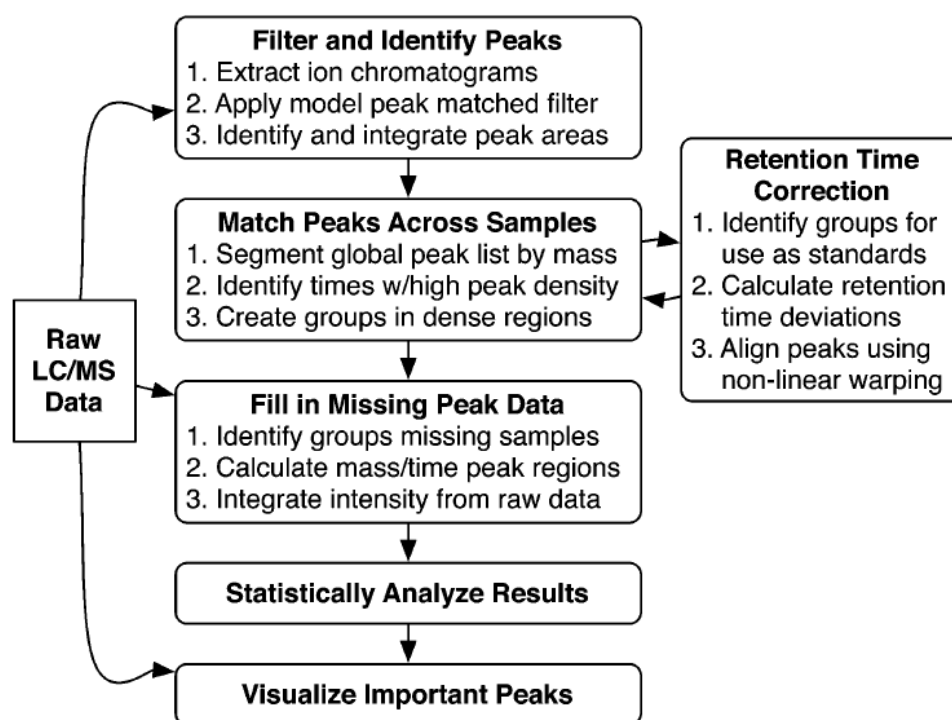 Filter and Identify Peaks
1. Extract ion chromatograms
2. Apply model peak matched filter
3. Identify and integrate peak areas
Match Peaks Across Samples
1. Segment global peak list by mass
2. Identify times w/high peak density
3. Create groups in dense regions
Retention Time
Correction
1. Identify groups for
use as standards
2. Calculate retention
time deviations
3. Align peaks using
non-linear warping
Raw
LC/MS
Data
Fill in Missing Peak Data
1. Identify groups missing samples
2. Calculate mass/time peak regions
3. Integrate intensity from raw data
Statistically Analyze Results
Visualize Important Peaks